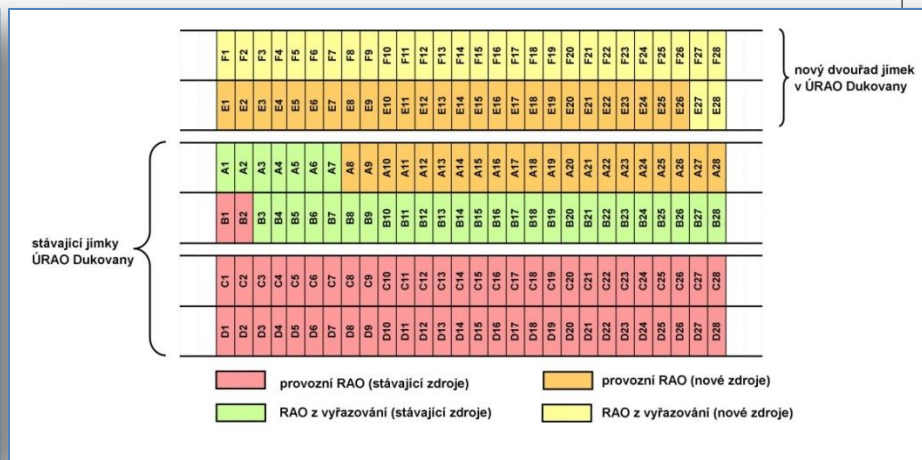 F1 F2 F3 F4 F5 F6 F7 F8 F9 F10 F11 F12 F13 F14 F15 F16 F17 F18 F19 F20 F21 F22 F23 F24 F25 F26 F27 F28
nový dvouřad jímek
v ÚRAO Dukovany
E1 E2 E3 E4 E5 E6 E7 E8 E9 E10 E11 E12 E13 E14 E15 E16 E17 E18 E19 E20 E21 E22 E23 E24 E25 E26 E27 E28
A1 A2 A3 A4 A5 A6 A7 A8 A9 A10 A11 A12 A13 A14 A15 A16 A17 A18 A19 A20 A21 A22 A23 A24 A25 A26 A27 A28
B1 B2 B3 B4 B5 B6 B7 B8 B9 B10 B11 B12 B13 B14 B15 B16 B17 B18 B19 B20 B21 B22 B23 B24 B25 B26 B27 B28
stávající jímky
ÚRAO Dukovany
C1 C2 C3 C4 C5 C6 C7 C8 C9 C10 C11 C12 C13 C14 C15 C16 C17 C18 C19 C20 C21 C22 C23 C24 C25 C26 C27 C28
D1 D2 D3 D4 D5 D6 D7 D8 D9 D10 D11 D12 D13 D14 D15 D16 D17 D18 D19 D20 D21 D22 D23 D24 D25 D26 D27 D28
provozní RAO (stávající zdroje)
provozní RAO (nové zdroje)
RAO z vyřazování (stávající zdroje)
RAO z vyřazování (nové zdroje)